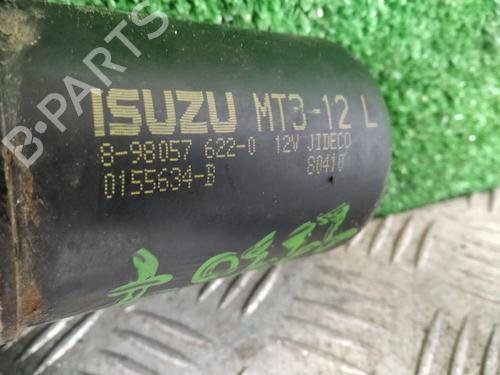 B-PARTS
ISUZU MT3-12 L
8-98057 622-0 12V JIDECO
0155634-D 80410